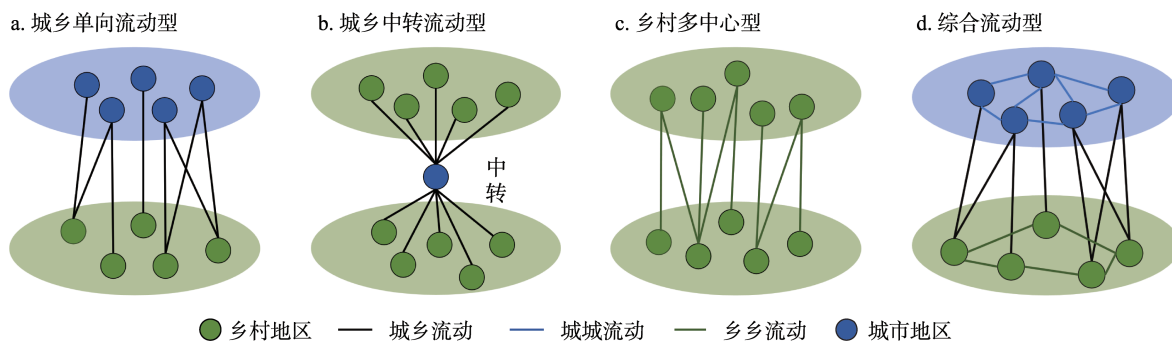 a. 城乡单向流动型
b. 城乡中转流动型
c. 乡村多中心型
d. 综合流动型
中
转
乡村地区
城乡流动
城城流动
乡乡流动
城市地区